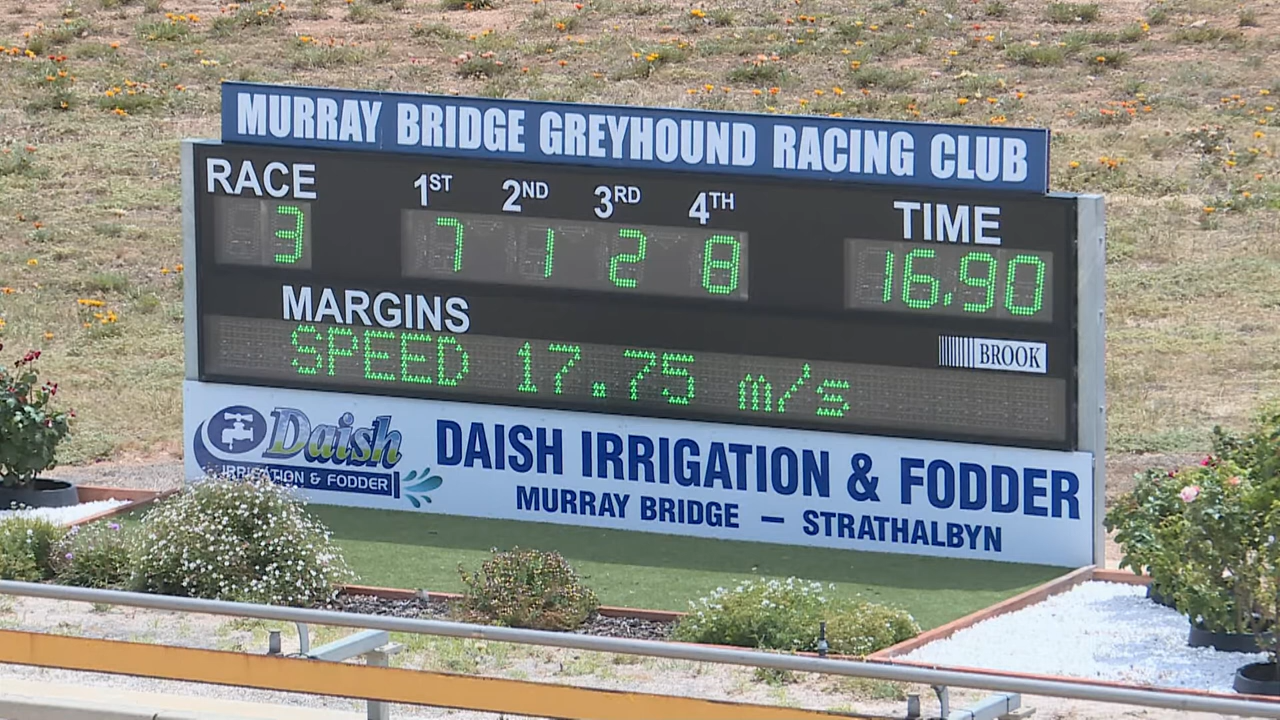 MURRAY BRIDGE GREYHOUND RACING CLUB
RACE 1ST 2ND 3RD 4TH TIME
3 7 1 2 8 16.90
MARGINS
BROOK
SPEED 17.75 m/s
Daish
IRRIGATION & FODDER
DAISH IRRIGATION & FODDER
MURRAY BRIDGE – STRATHALBYN